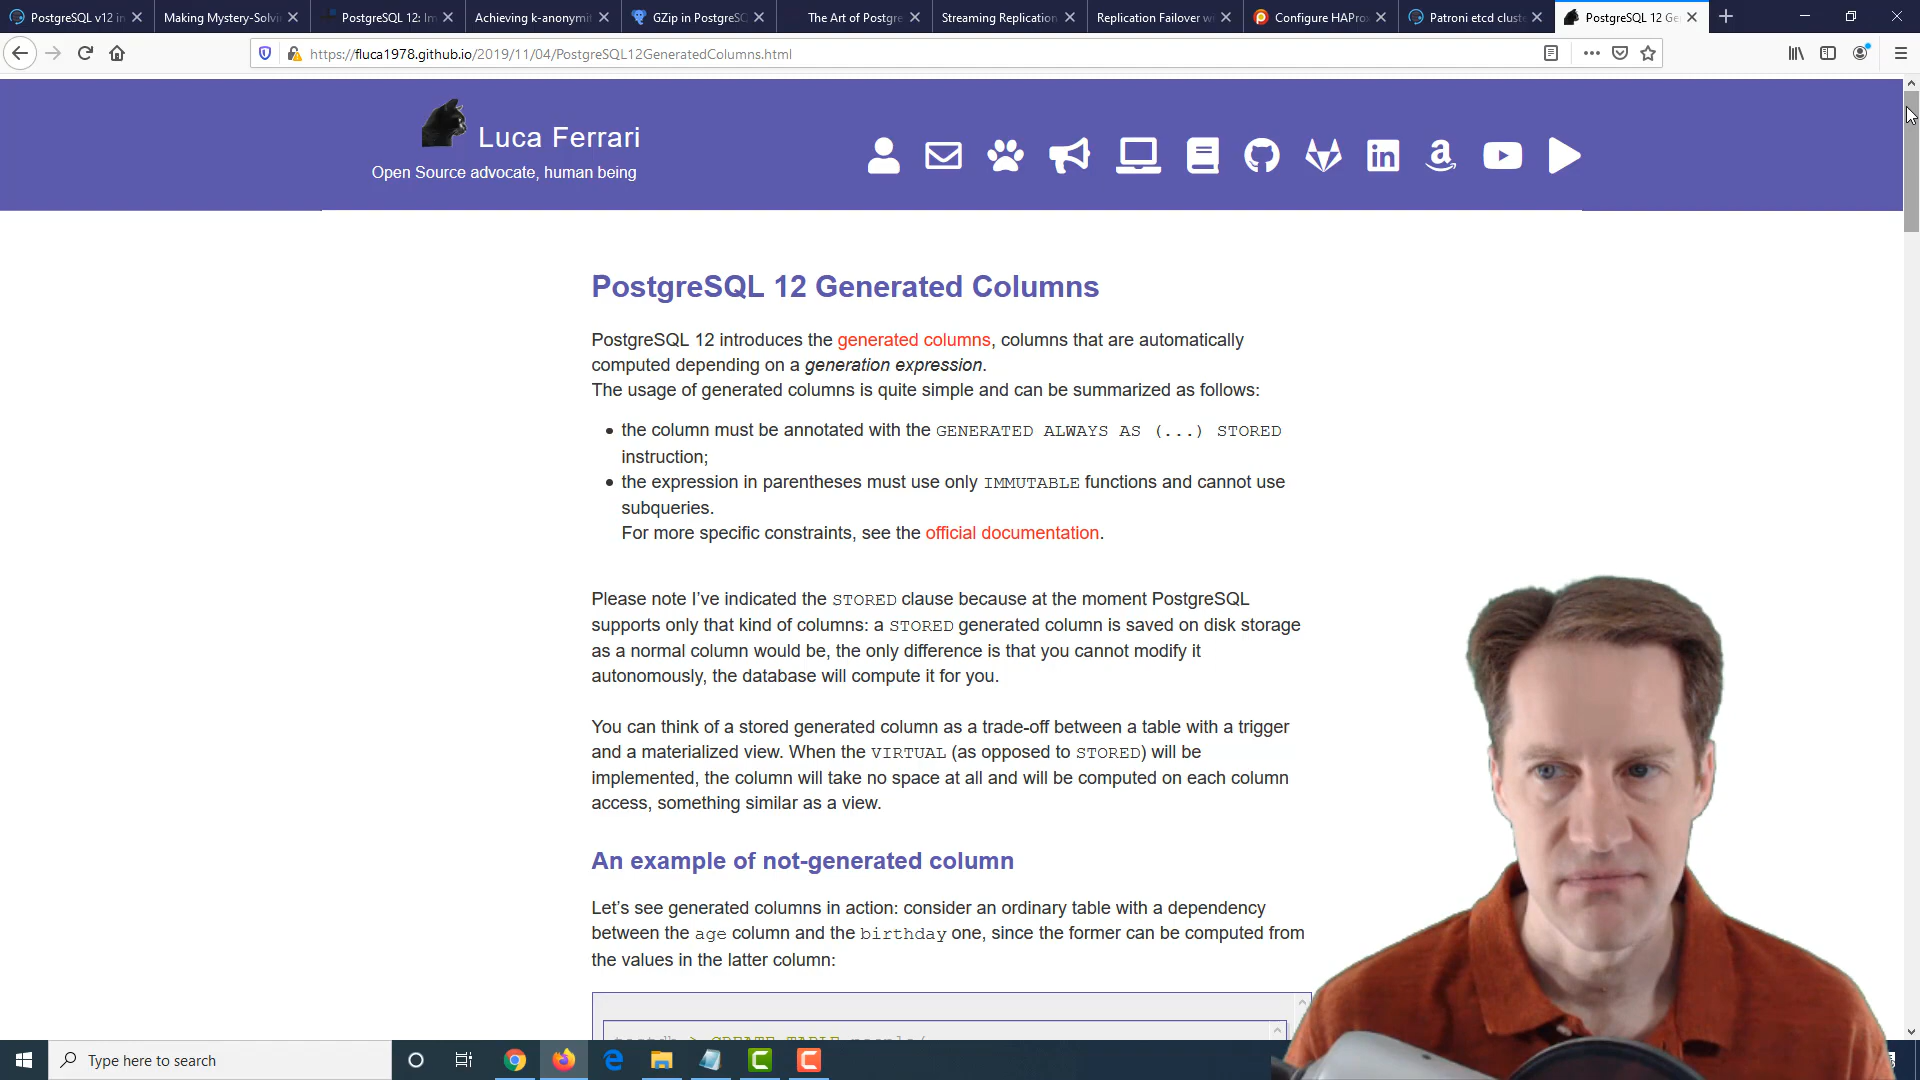 PostgreSQL v12 in
Making Mystery-Solvi
PostgreSQL 12: Im
Achieving k-anonymit
GZip in PostgreSQ
The Art of Postgre
Streaming Replication
Replication Failover w
Configure HAProx
Patroni etcd cluste
PostgreSQL 12 Ge
https://fluca1978.github.io/2019/11/04/PostgreSQL12GeneratedColumns.html
Luca Ferrari
Open Source advocate, human being
PostgreSQL 12 Generated Columns
PostgreSQL 12 introduces the generated columns, columns that are automatically
computed depending on a generation expression.
The usage of generated columns is quite simple and can be summarized as follows:
• the column must be annotated with the GENERATED ALWAYS AS (...) STORED
instruction;
• the expression in parentheses must use only IMMUTABLE functions and cannot use
subqueries.
For more specific constraints, see the official documentation.
Please note I've indicated the STORED clause because at the moment PostgreSQL
supports only that kind of columns: a STORED generated column is saved on disk storage
as a normal column would be, the only difference is that you cannot modify it
autonomously, the database will compute it for you.
You can think of a stored generated column as a trade-off between a table with a trigger
and a materialized view. When the VIRTUAL (as opposed to STORED) will be
implemented, the column will take no space at all and will be computed on each column
access, something similar as a view.
An example of not-generated column
Let's see generated columns in action: consider an ordinary table with a dependency
between the age column and the birthday one, since the former can be computed from
the values in the latter column:
testdb=> CREATE TABLE people(
Type here to search